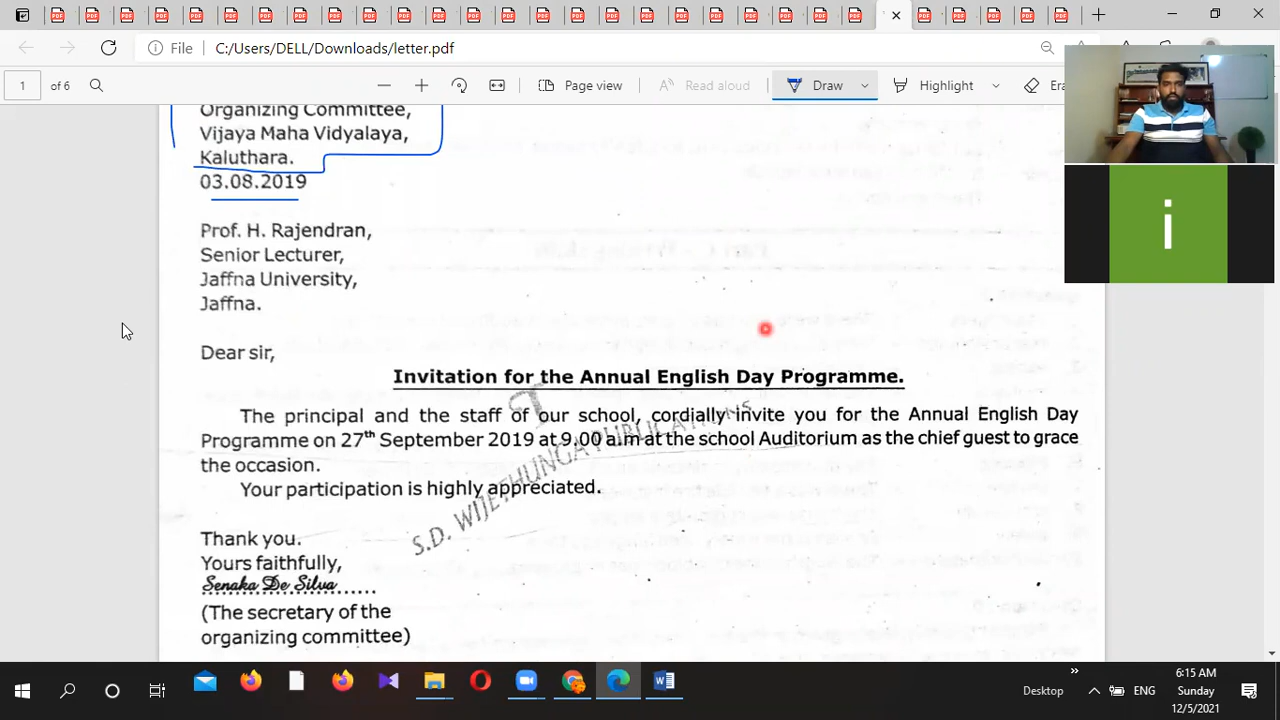 File
C:/Users/DELL/Downloads/letter.pdf
1 of 6
Page view
Read aloud
Draw
Highlight
Era
Organizing Committee,
Vijaya Maha Vidyalaya,
Kaluthara.
03.08.2019
Prof. H. Rajendran,
Senior Lecturer,
Jaffna University,
Jaffna.
Dear sir,
Invitation for the Annual English Day Programme.
The principal and the staff of our school, cordially invite you for the Annual English Day
Programme on 27th September 2019 at 9.00 a.m at the school Auditorium as the chief guest to grace
the occasion.
Your participation is highly appreciated.
S.D. WIJETHUNGA PUBLICATIONS
Thank you.
Yours faithfully,
Senaka De Silva
(The secretary of the
organizing committee)
i
Desktop
ENG
6:15 AM
Sunday
12/5/2021